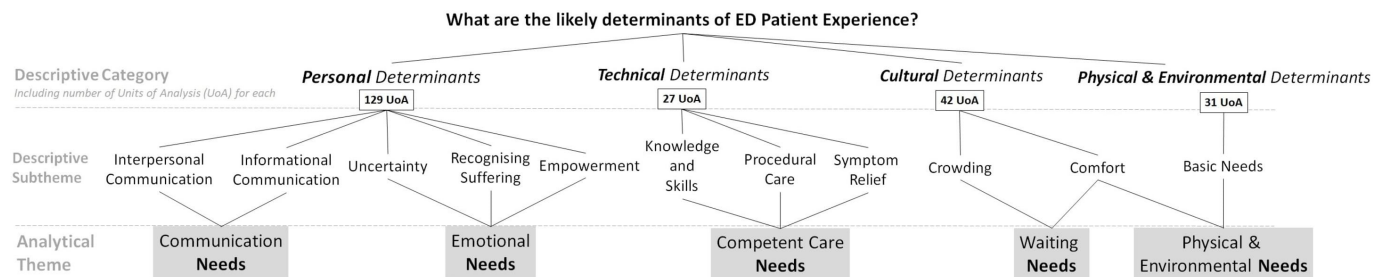 What are the likely determinants of ED Patient Experience?
Descriptive Category
Including number of Units of Analysis (UoA) for each
Personal Determinants
Technical Determinants
Cultural Determinants
Physical & Environmental Determinants
129 UoA
27 UoA
42 UoA
31 UoA
Descriptive
Subtheme
Interpersonal
Communication
Informational
Communication
Uncertainty
Recognising
Suffering
Empowerment
Knowledge
and
Skills
Procedural
Care
Symptom
Relief
Crowding
Comfort
Basic Needs
Analytical
Theme
Communication
Needs
Emotional
Needs
Competent Care
Needs
Waiting
Needs
Physical &
Environmental Needs